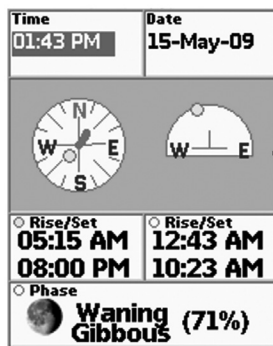 Time
01:43 PM
Date
15-May-09
N
W E
S
W E
Rise/Set
05:15 AM
08:00 PM
Rise/Set
12:43 AM
10:23 AM
Phase
Waning
Gibbous (71%)